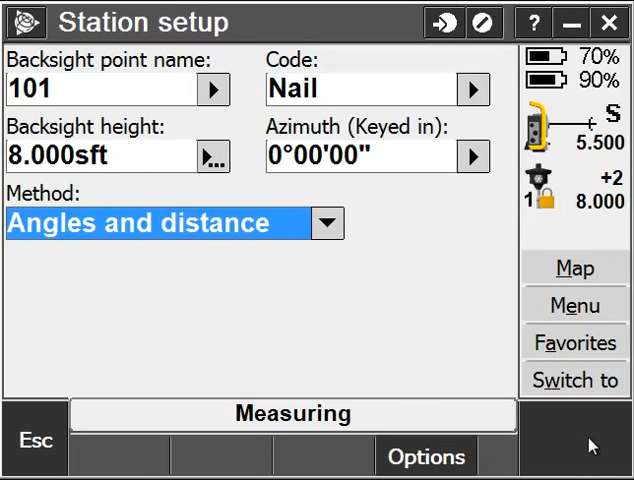 Station setup
?
Backsight point name:
Code:
101
Nail
Backsight height:
Azimuth (Keyed in):
8.000sft
...
0°00'00"
Method:
Angles and distance
70%
90%
S
5.500
+2
1
8.000
Map
Menu
Favorites
Switch to
Measuring
Esc
Options